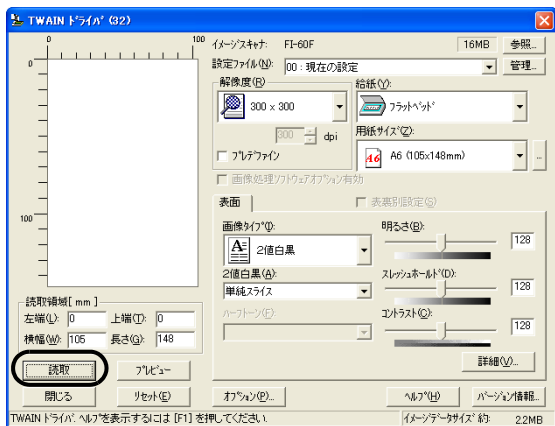 TWAIN ﾄﾞﾗｲﾊﾞ (32)
0 100
0
100
ｲﾒｰｼﾞｽｷｬﾅ: FI-60F 16MB 参照...
設定ﾌｧｲﾙ(N): 00 : 現在の設定 管理...
解像度(R) 給紙(Y):
300 × 300 ﾌﾗｯﾄﾍﾞｯﾄﾞ
300 dpi 用紙ｻｲｽﾞ(Z):
ﾌﾟﾚﾃﾞﾌｧｲﾝ A6 A6 (105x148mm) ...
画像処理ｿﾌﾄｳｪｱｵﾌﾟｼｮﾝ有効
表面 表裏別設定(S)
画像ﾀｲﾌﾟ(I): 明るさ(B):
A 2値白黒 128
2値白黒(A): ｽﾚｯｼｭﾎｰﾙﾄﾞ(D):
単純ｽﾗｲｽ 128
ﾊｰﾌﾄｰﾝ(F): ｺﾝﾄﾗｽﾄ(C):
128
詳細(V)...
読取領域[ mm ]
左端(L): 0 上端(T): 0
横幅(W): 105 長さ(G): 148
読取 ﾌﾟﾚﾋﾞｭｰ
閉じる ﾘｾｯﾄ(E) ｵﾌﾟｼｮﾝ(P)... ﾍﾙﾌﾟ(H) ﾊﾞｰｼﾞｮﾝ情報...
TWAIN ﾄﾞﾗｲﾊﾞ. ﾍﾙﾌﾟを表示するには [F1] を押してください. ｲﾒｰｼﾞﾃﾞｰﾀｻｲｽﾞ 約: 2.2MB